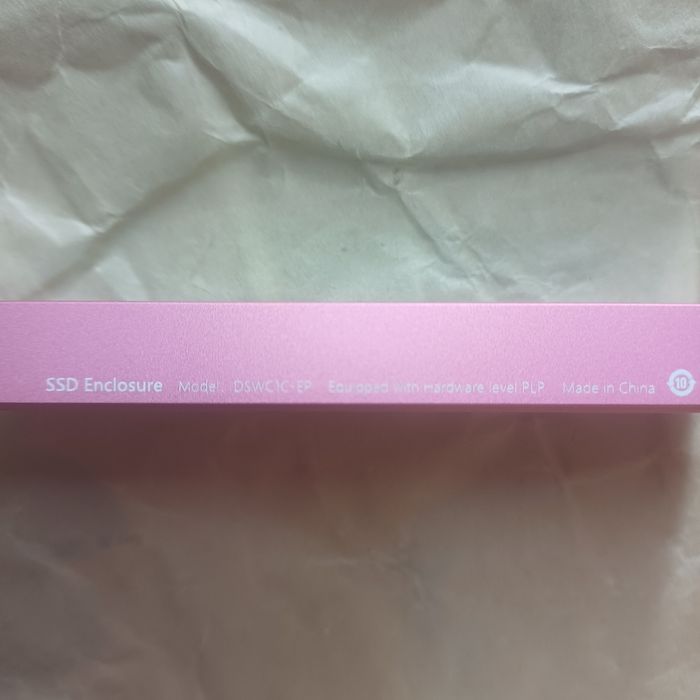 SSD Enclosure Model: DSWC1C-EP Equipped with Hardware level PLP Made in China 10